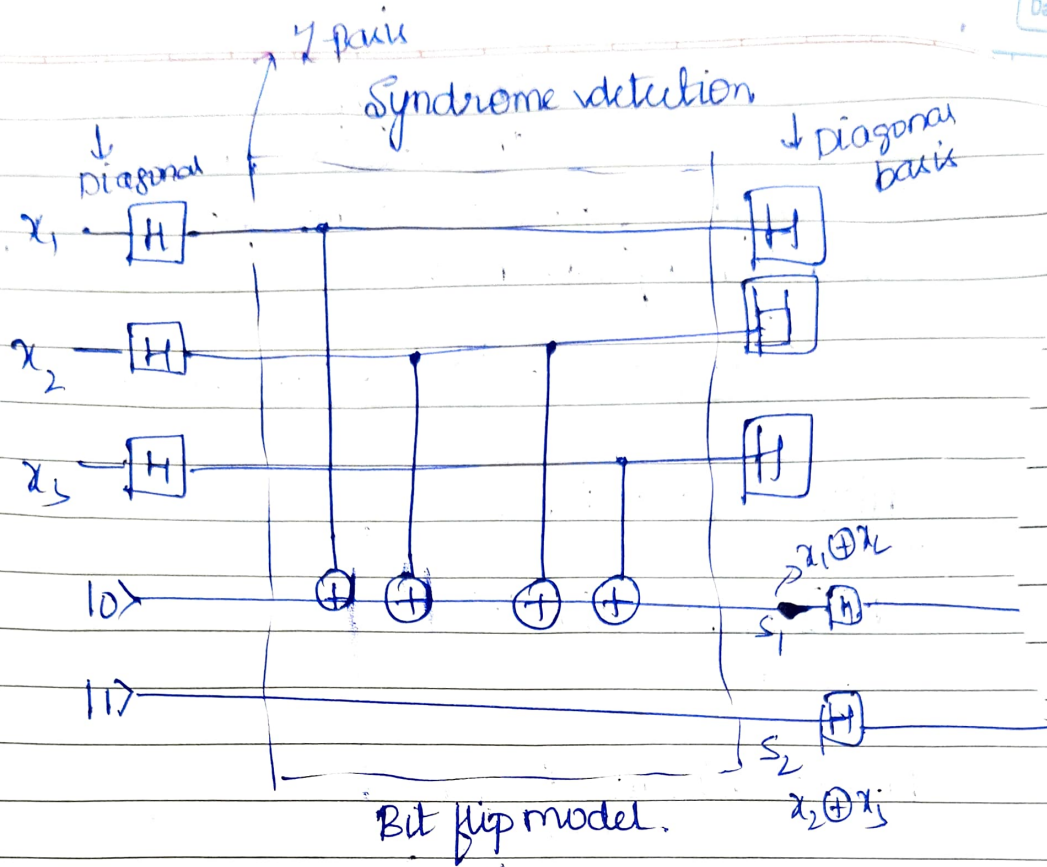 Syndrome detection
↓
Diagonal
↓ Diagonal
basis
x₁ H H
x₂ H H
x₃ H H
x₁⊕x₂
|0⟩ S₁ H
|1⟩ S₂ H
x₂⊕x₃
Bit flip model.